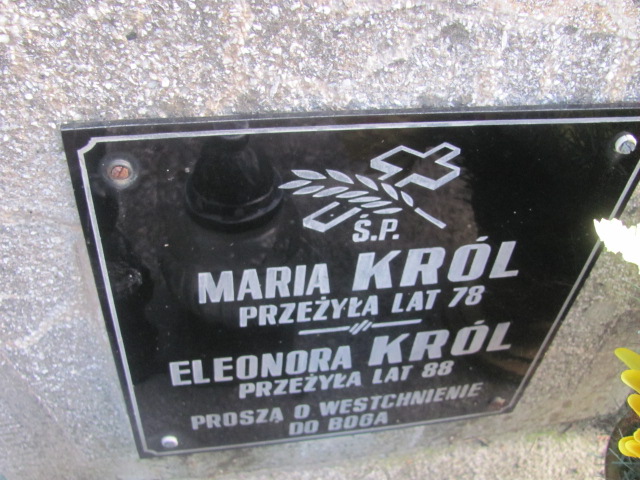 Ś.P.
MARIA KRÓL
PRZEŻYŁA LAT 78
ELEONORA KRÓL
PRZEŻYŁA LAT 88
PROSZĄ O WESTCHNIENIE
DO BOGA